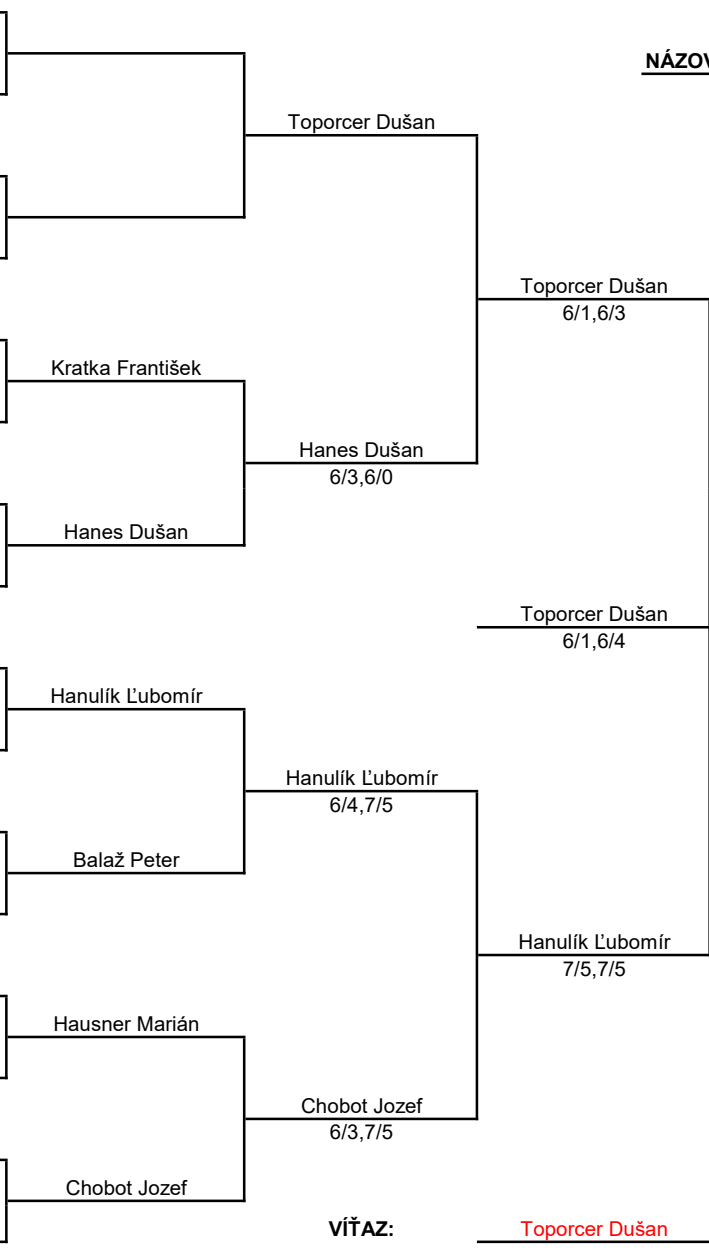 NÁZOV
Toporcer Dušan
Toporcer Dušan
6/1,6/3
Kratka František
Hanes Dušan
6/3,6/0
Hanes Dušan
Toporcer Dušan
6/1,6/4
Hanulík Ľubomír
Hanulík Ľubomír
6/4,7/5
Balaž Peter
Hanulík Ľubomír
7/5,7/5
Hausner Marián
Chobot Jozef
6/3,7/5
Chobot Jozef
VÍŤAZ: Toporcer Dušan